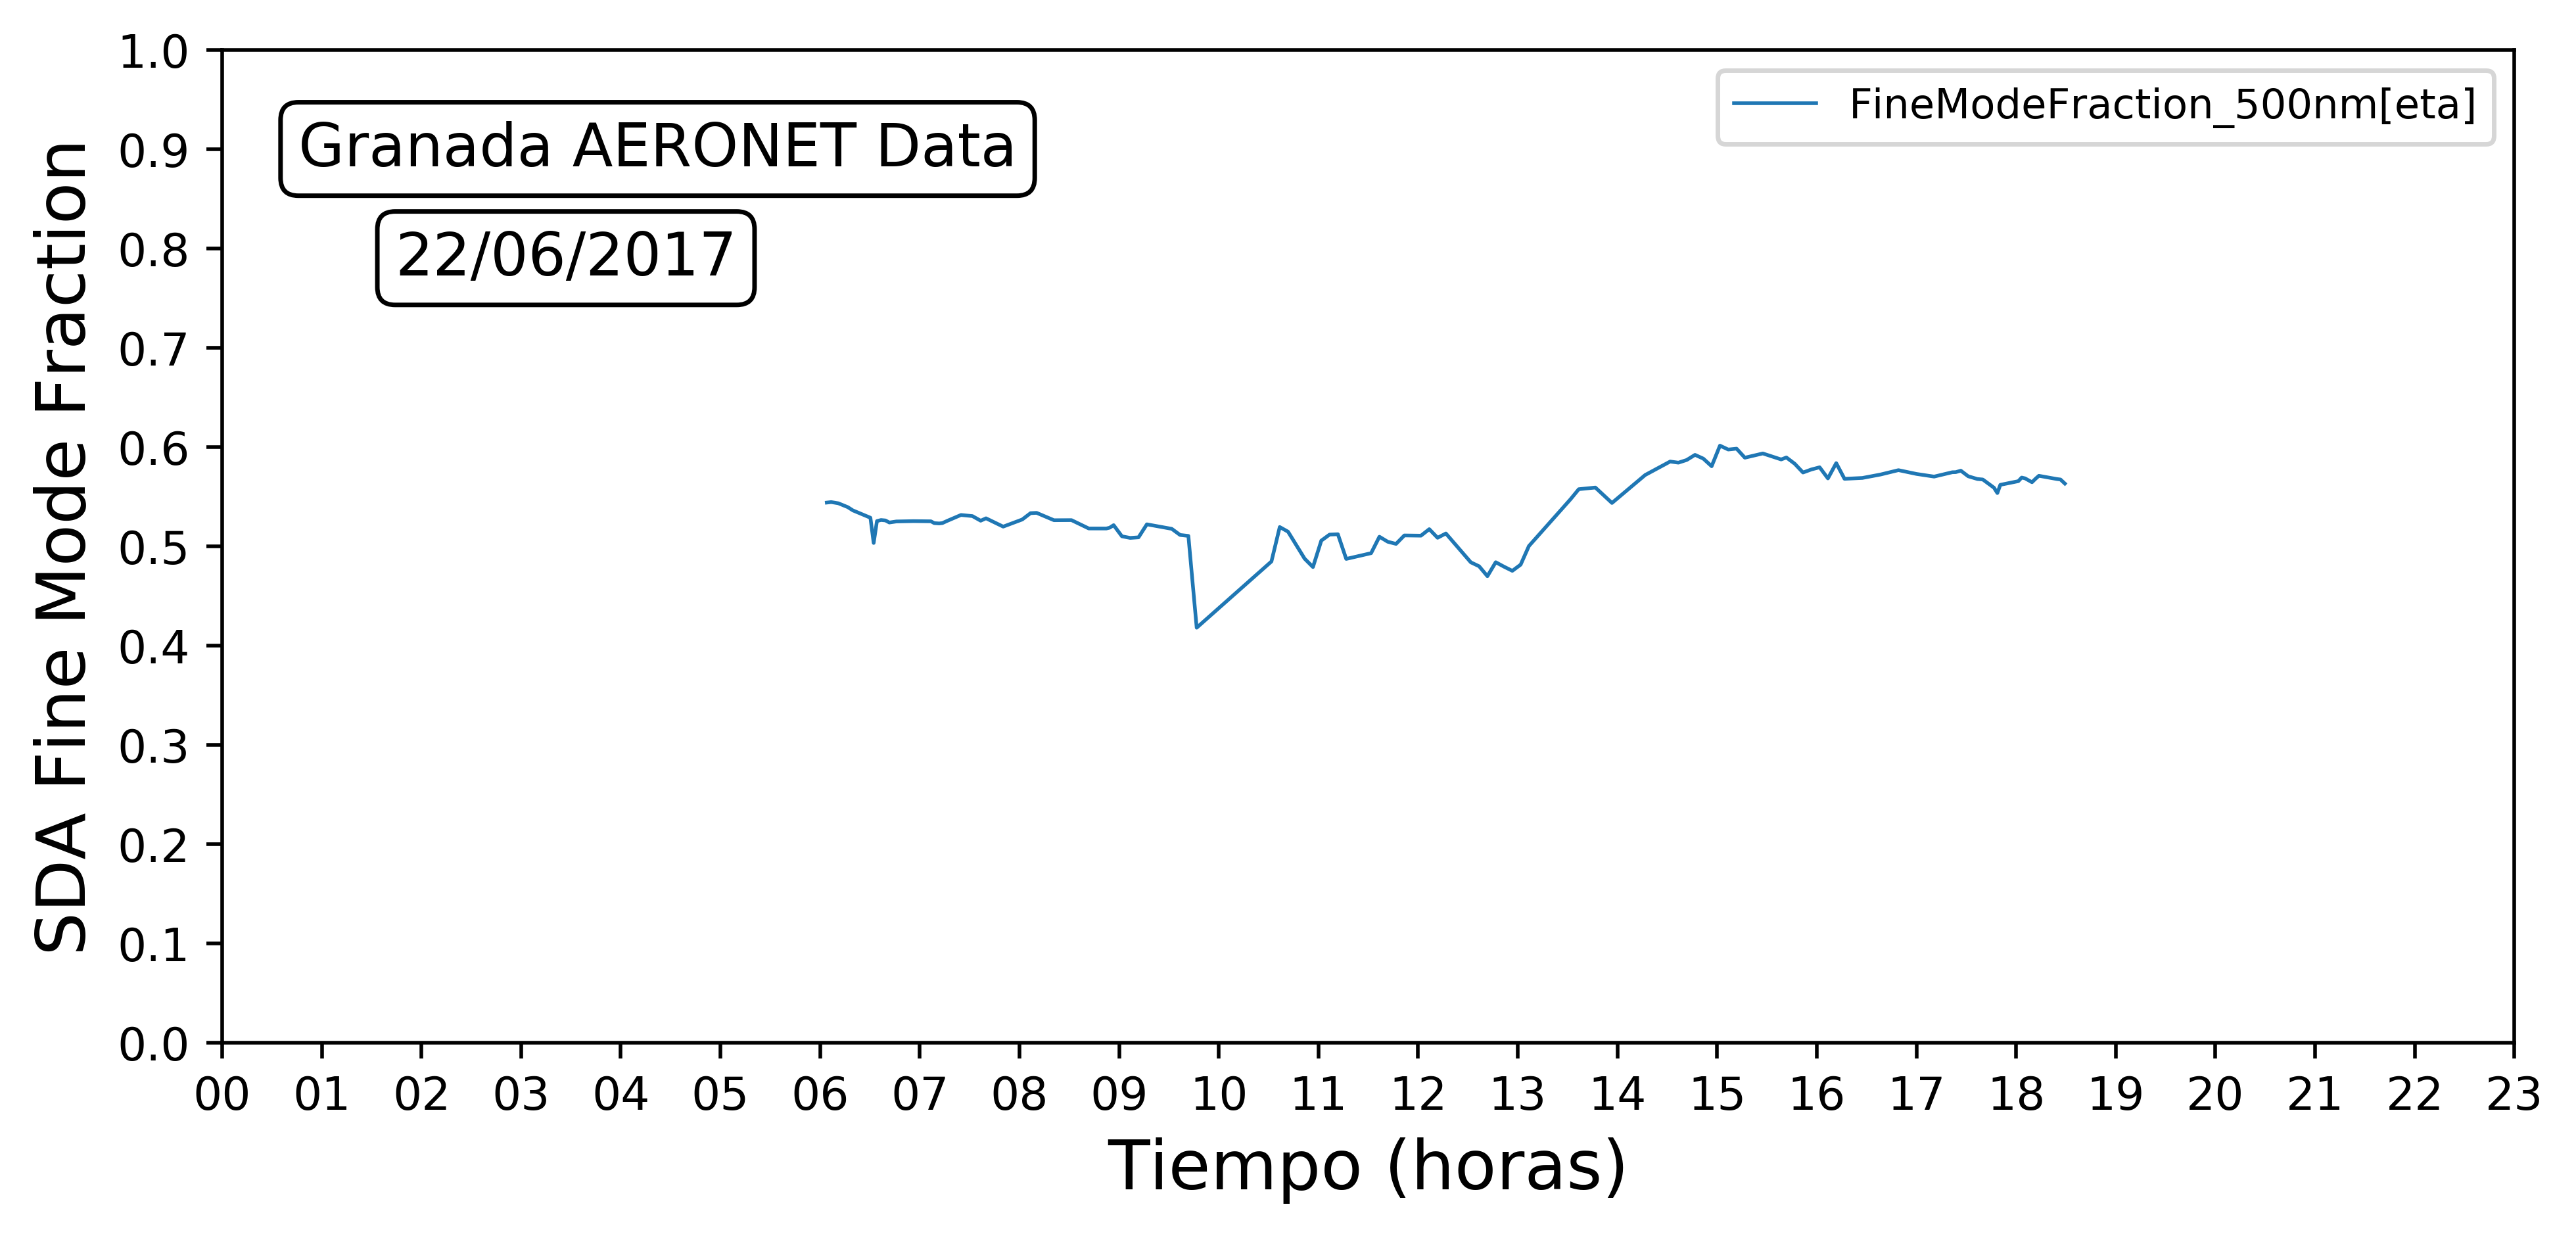 Granada AERONET Data
22/06/2017
FineModeFraction_500nm[eta]
SDA Fine Mode Fraction
1.0
0.9
0.8
0.7
0.6
0.5
0.4
0.3
0.2
0.1
0.0
00 01 02 03 04 05 06 07 08 09 10 11 12 13 14 15 16 17 18 19 20 21 22 23
Tiempo (horas)